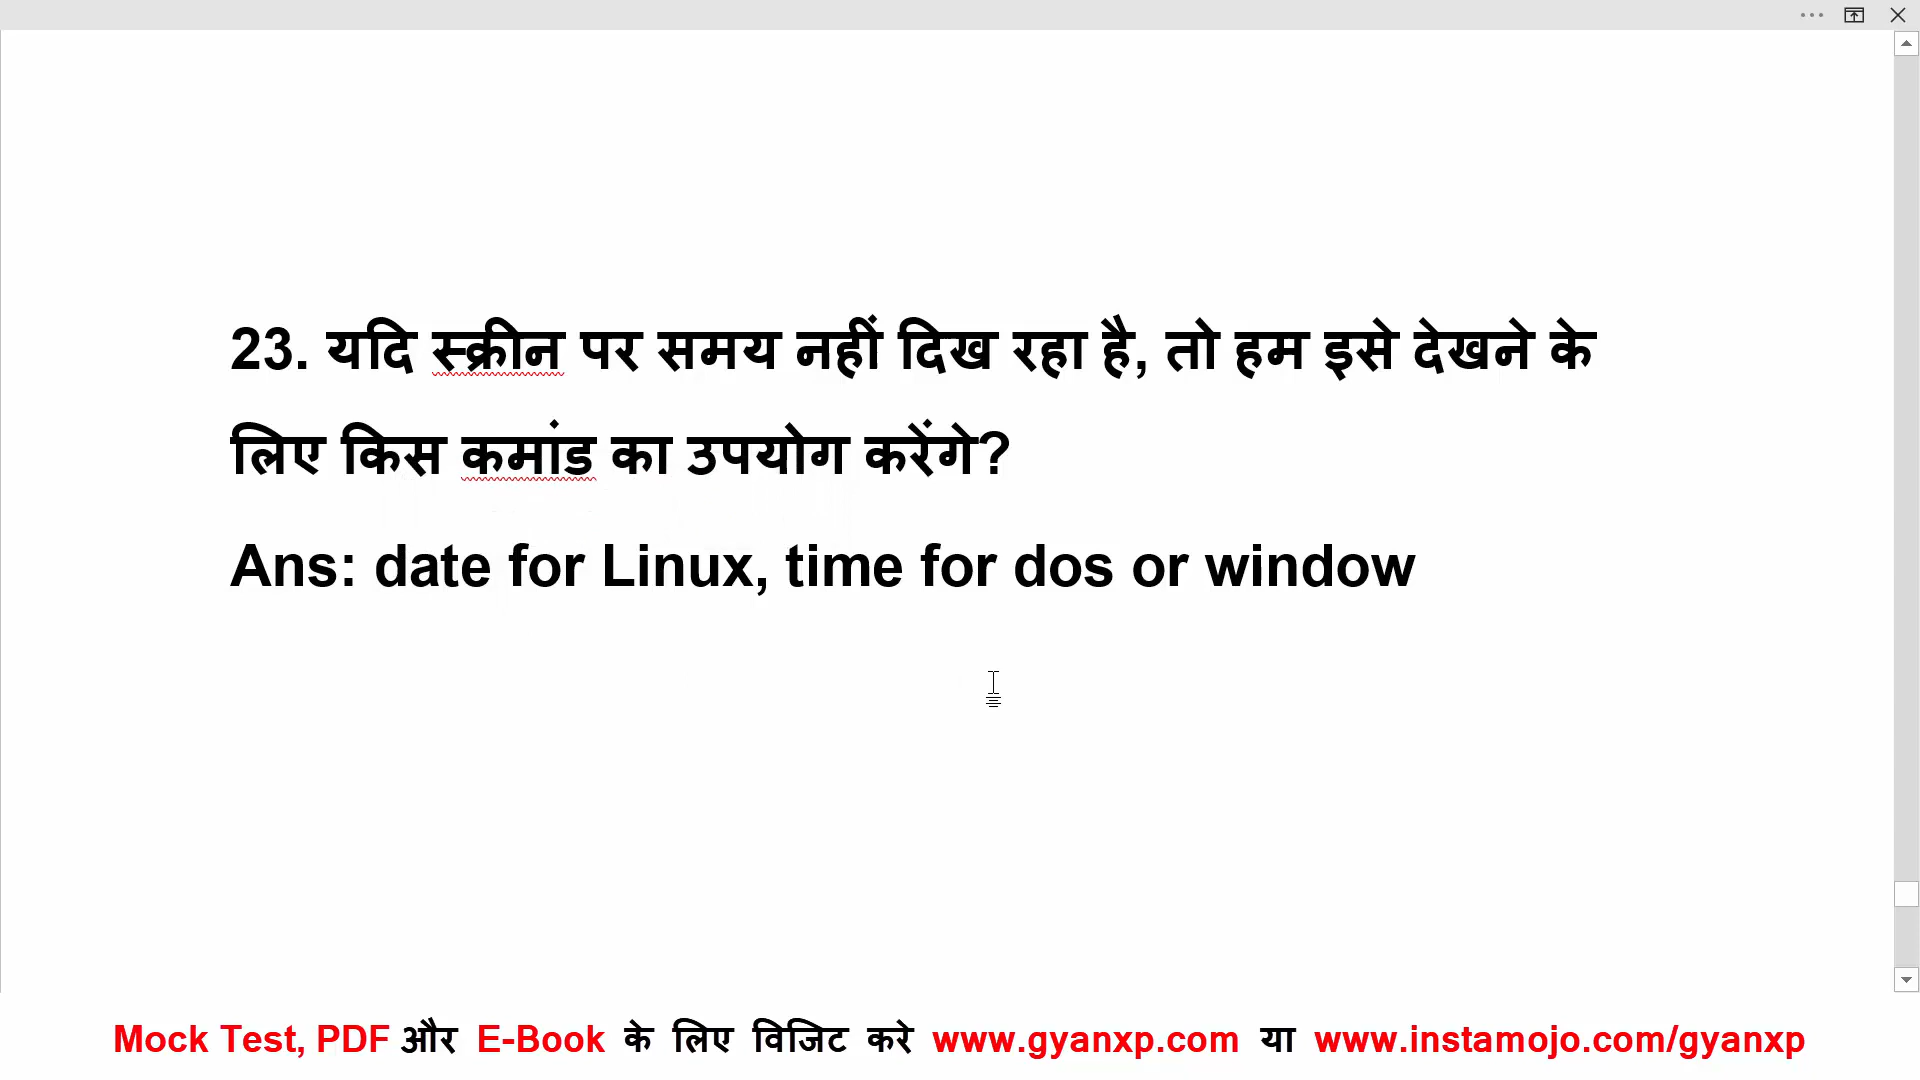 23. यदि स्क्रीन पर समय नहीं दिख रहा है, तो हम इसे देखने के
लिए किस कमांड का उपयोग करेंगे?
Ans: date for Linux, time for dos or window
Mock Test, PDF और E-Book के लिए विजिट करे www.gyanxp.com या www.instamojo.com/gyanxp